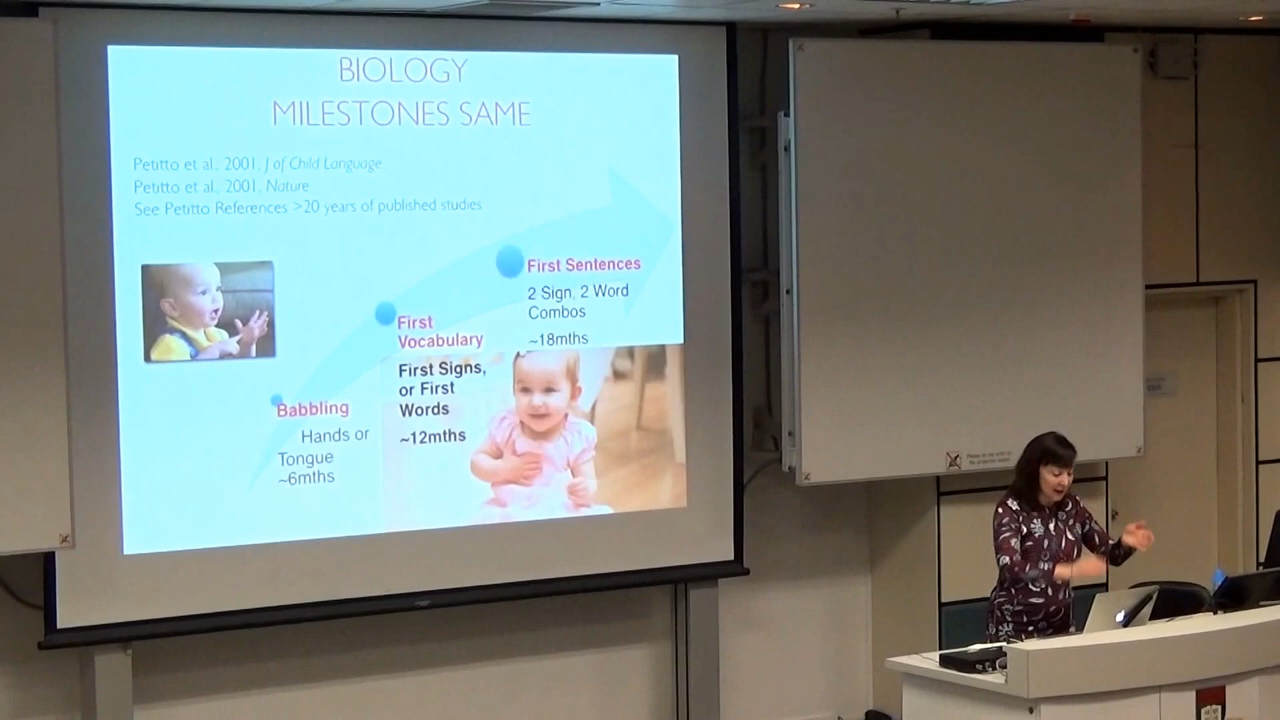 BIOLOGY
MILESTONES SAME
Petitto et al., 2001, J of Child Language
Petitto et al., 2001, Nature
See Petitto References >20 years of published studies
First Sentences
2 Sign, 2 Word
Combos
~18mths
First
Vocabulary
First Signs,
or First
Words
~12mths
Babbling
Hands or
Tongue
~6mths